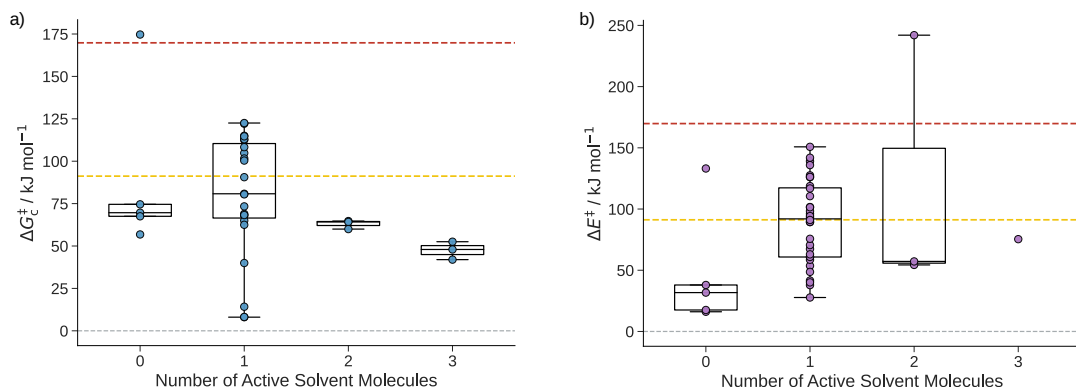 a)
ΔG‡c / kJ mol−1
175
150
125
100
75
50
25
0
0 1 2 3
Number of Active Solvent Molecules
b)
ΔE‡ / kJ mol−1
250
200
150
100
50
0
0 1 2 3
Number of Active Solvent Molecules